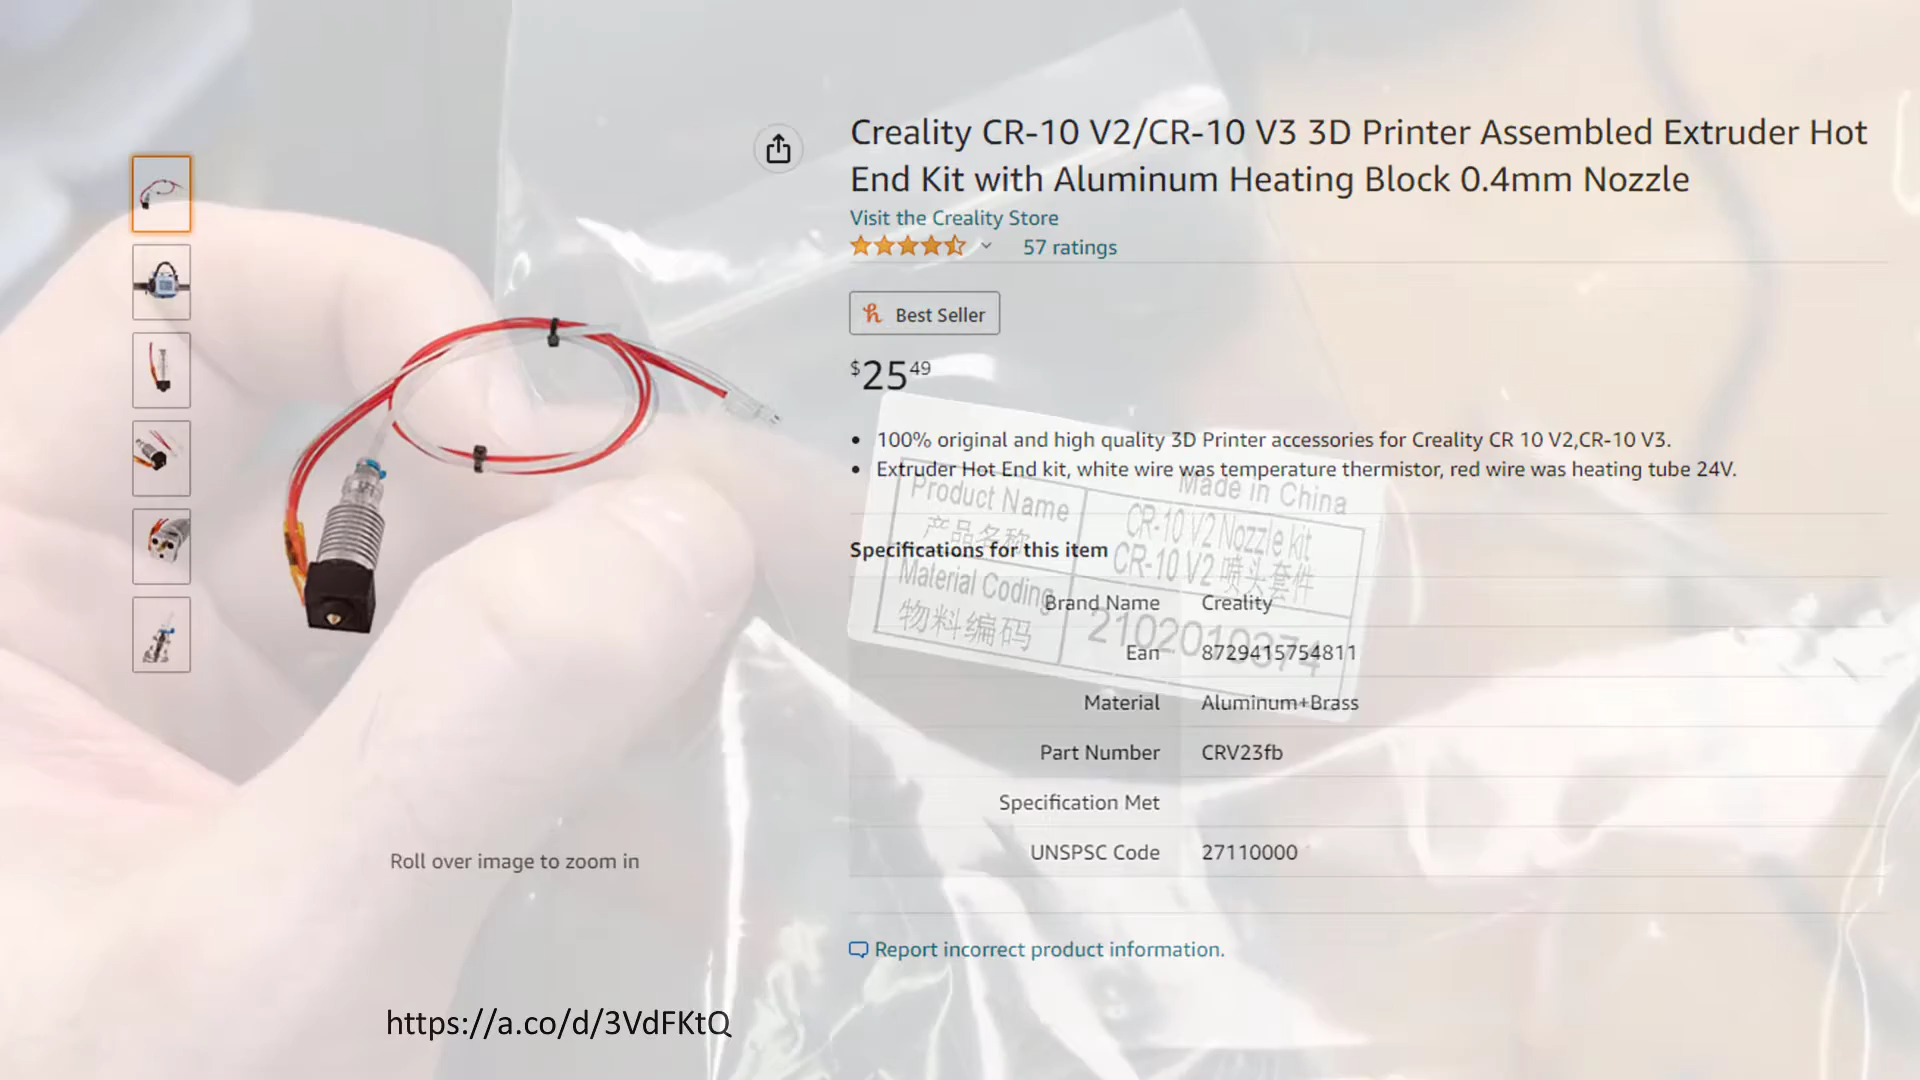 Creality CR-10 V2/CR-10 V3 3D Printer Assembled Extruder Hot
End Kit with Aluminum Heating Block 0.4mm Nozzle
Visit the Creality Store
57 ratings
Best Seller
$25 49
100% original and high quality 3D Printer accessories for Creality CR 10 V2,CR-10 V3.
Extruder Hot End kit, white wire was temperature thermistor, red wire was heating tube 24V.
Made in China
Product Name
产品名称
CR-10 V2 Nozzle kit
CR-10 V2 喷头套件
Material Coding
物料编码
2102010374
Specifications for this item
Brand Name Creality
Ean 8729415754811
Material Aluminum+Brass
Part Number CRV23fb
Specification Met
UNSPSC Code 27110000
Roll over image to zoom in
Report incorrect product information.
https://a.co/d/3VdFKtQ